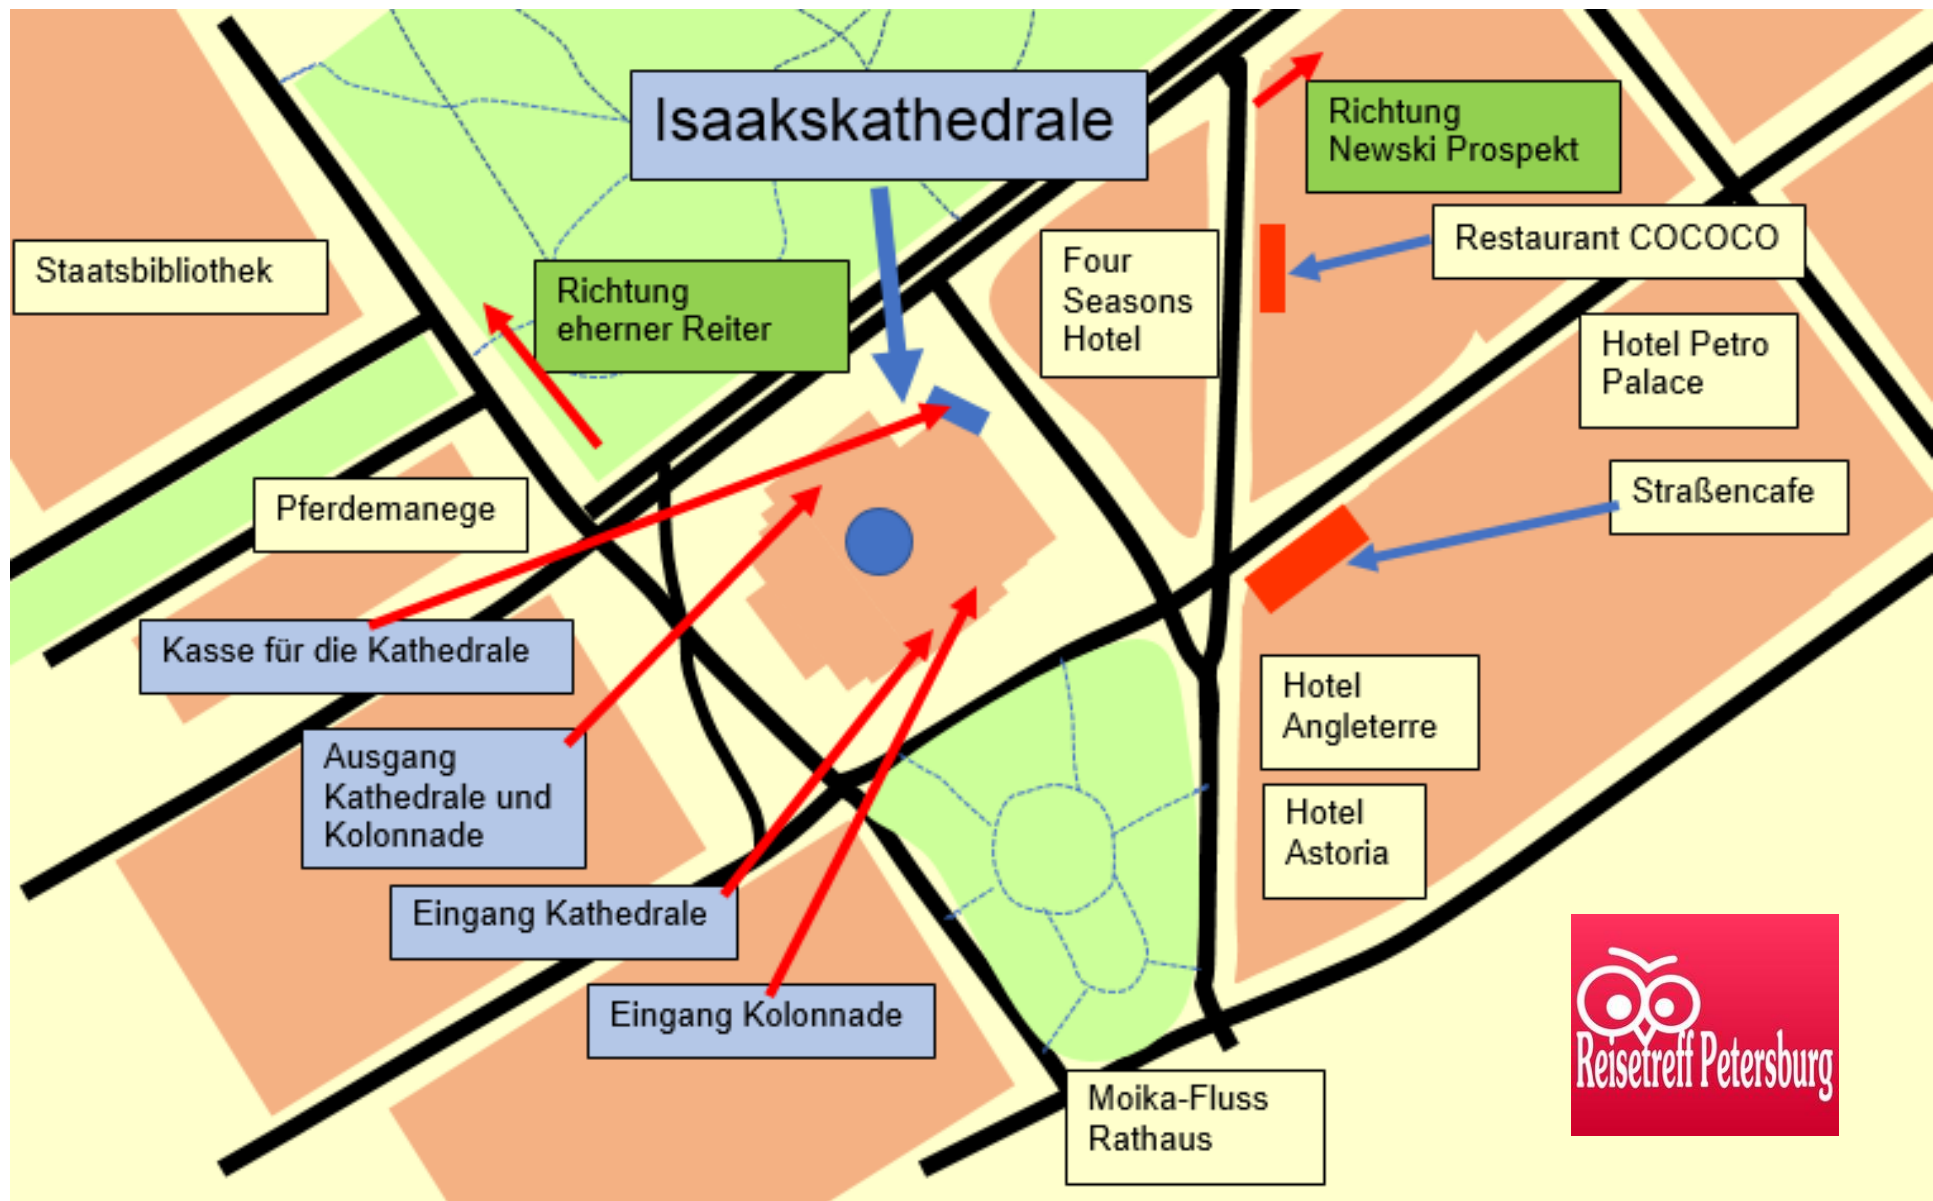 Isaakskathedrale
Richtung
Newski Prospekt
Restaurant COCOCO
Staatsbibliothek
Richtung
eherner Reiter
Four
Seasons
Hotel
Hotel Petro
Palace
Straßencafe
Pferdemanege
Kasse für die Kathedrale
Hotel
Angleterre
Ausgang
Kathedrale und
Kolonnade
Hotel
Astoria
Eingang Kathedrale
Eingang Kolonnade
Moika-Fluss
Rathaus
Reisetreff Petersburg